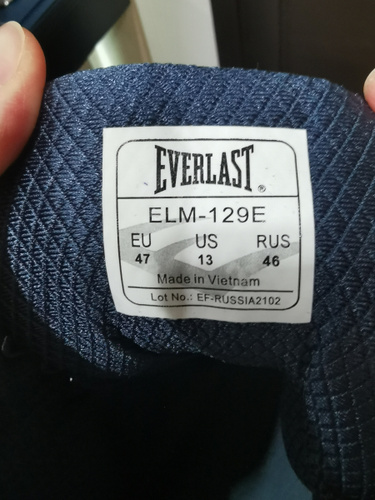 EVERLAST®
ELM-129E
EU US RUS
47 13 46
Made in Vietnam
Lot No.: EF-RUSSIA2102